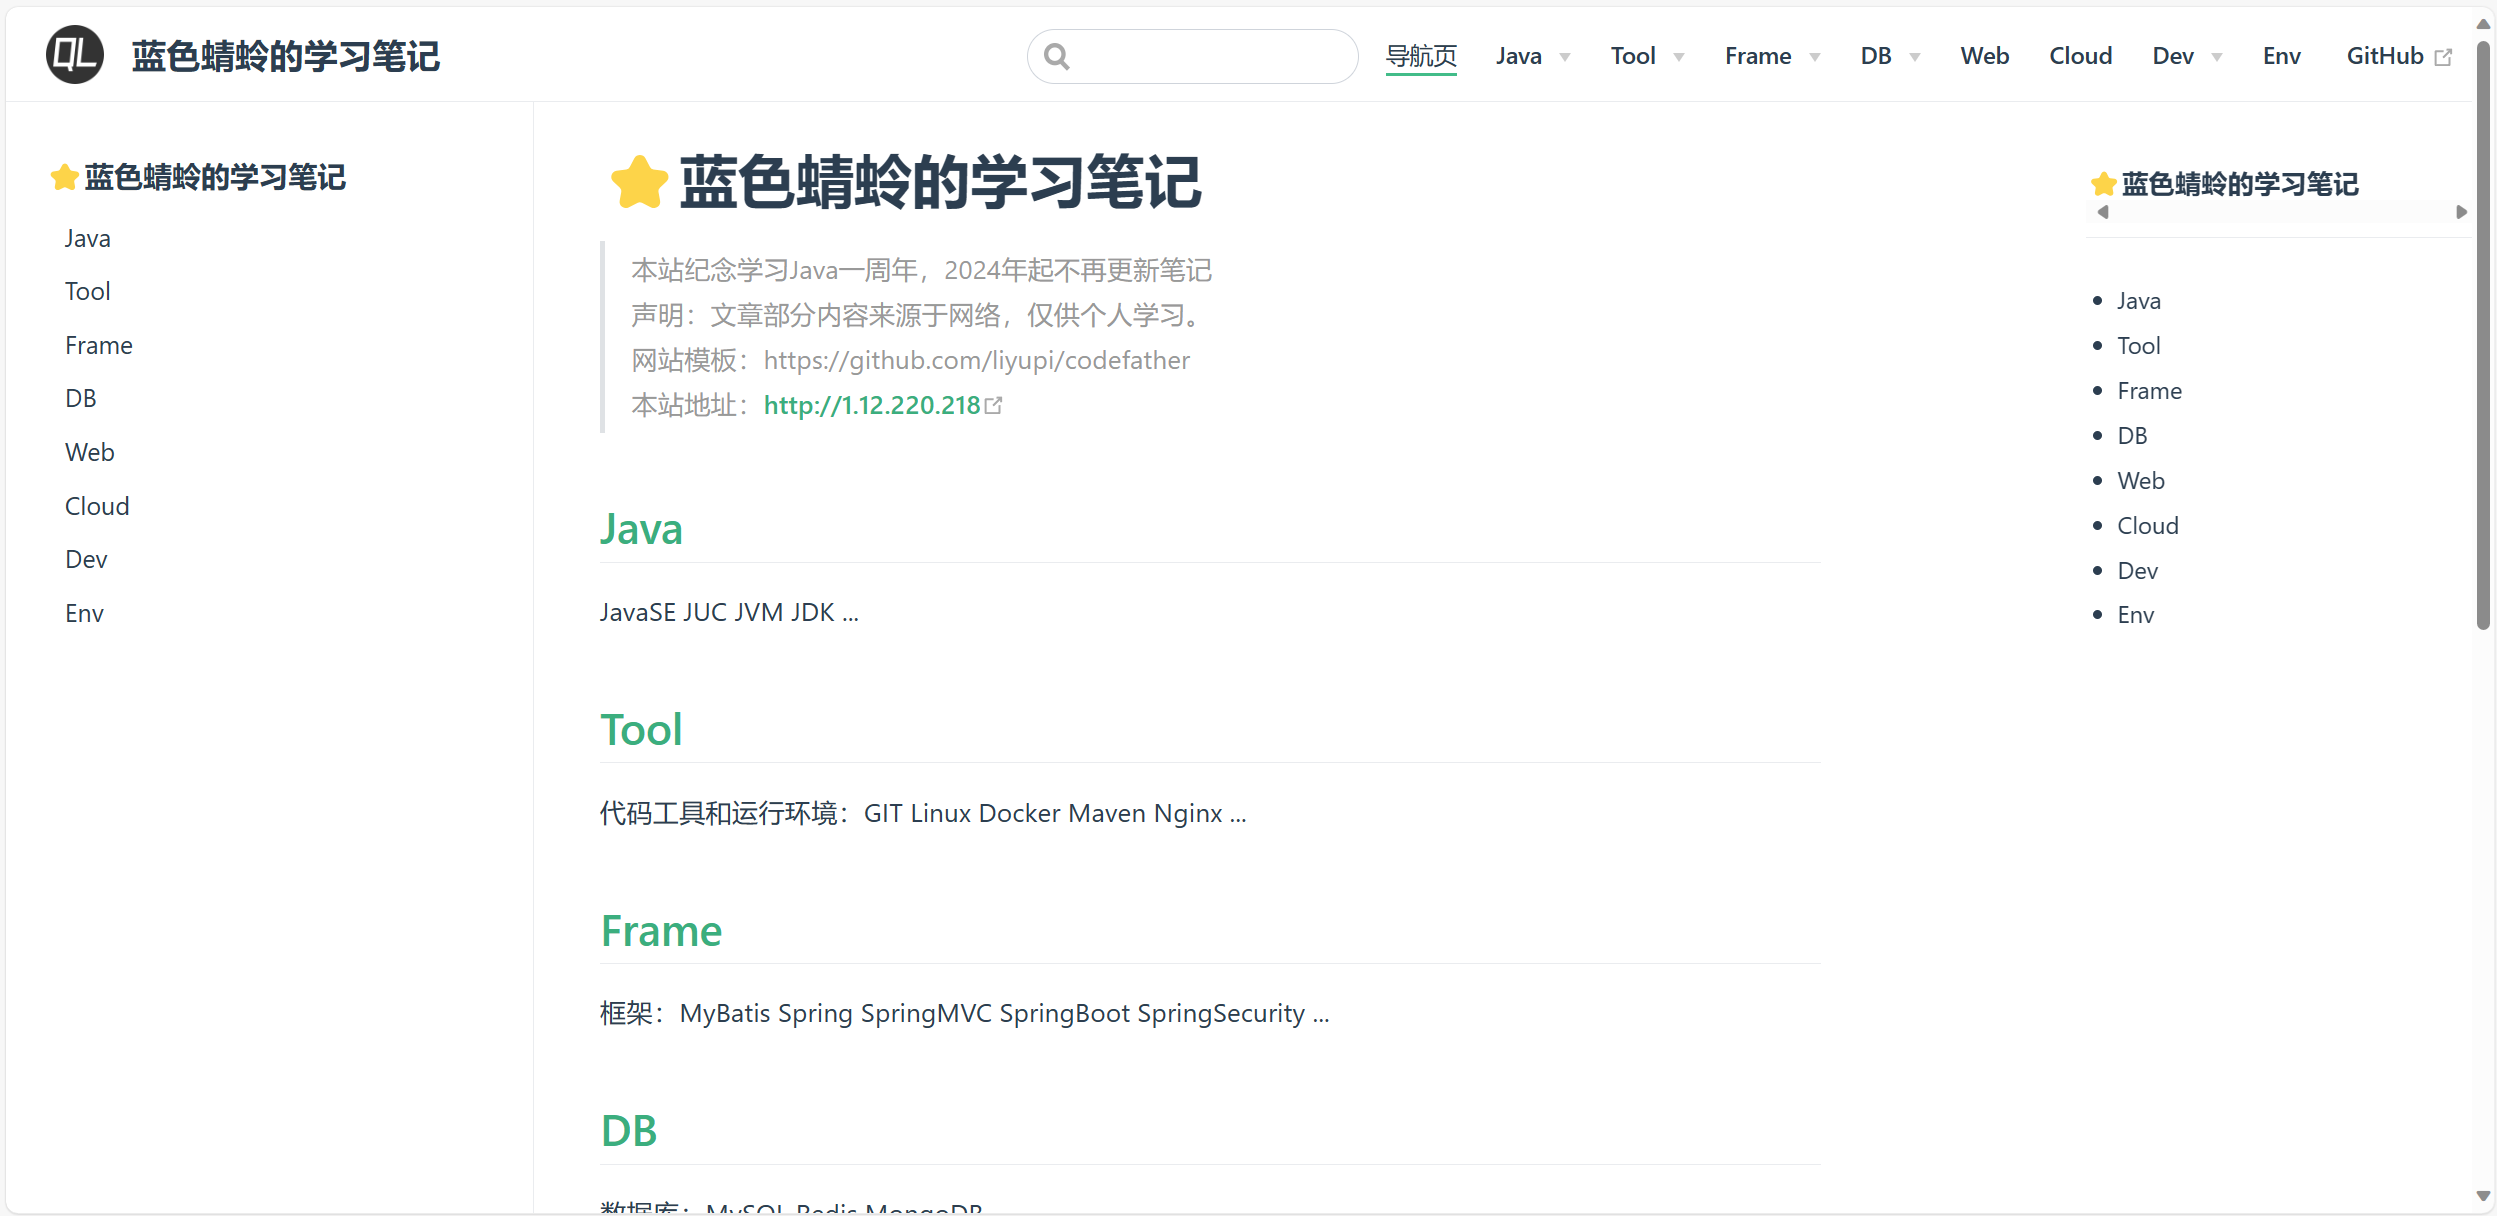 QL
蓝色蜻蛉的学习笔记
导航页 Java Tool Frame DB Web Cloud Dev Env GitHub
蓝色蜻蛉的学习笔记
Java
Tool
Frame
DB
Web
Cloud
Dev
Env
蓝色蜻蛉的学习笔记
本站纪念学习Java一周年，2024年起不再更新笔记
声明：文章部分内容来源于网络，仅供个人学习。
网站模板：https://github.com/liyupi/codefather
本站地址：http://1.12.220.218
Java
JavaSE JUC JVM JDK ...
Tool
代码工具和运行环境：GIT Linux Docker Maven Nginx ...
Frame
框架：MyBatis Spring SpringMVC SpringBoot SpringSecurity ...
DB
数据库：MySQL Redis MongoDB
蓝色蜻蛉的学习笔记
Java
Tool
Frame
DB
Web
Cloud
Dev
Env